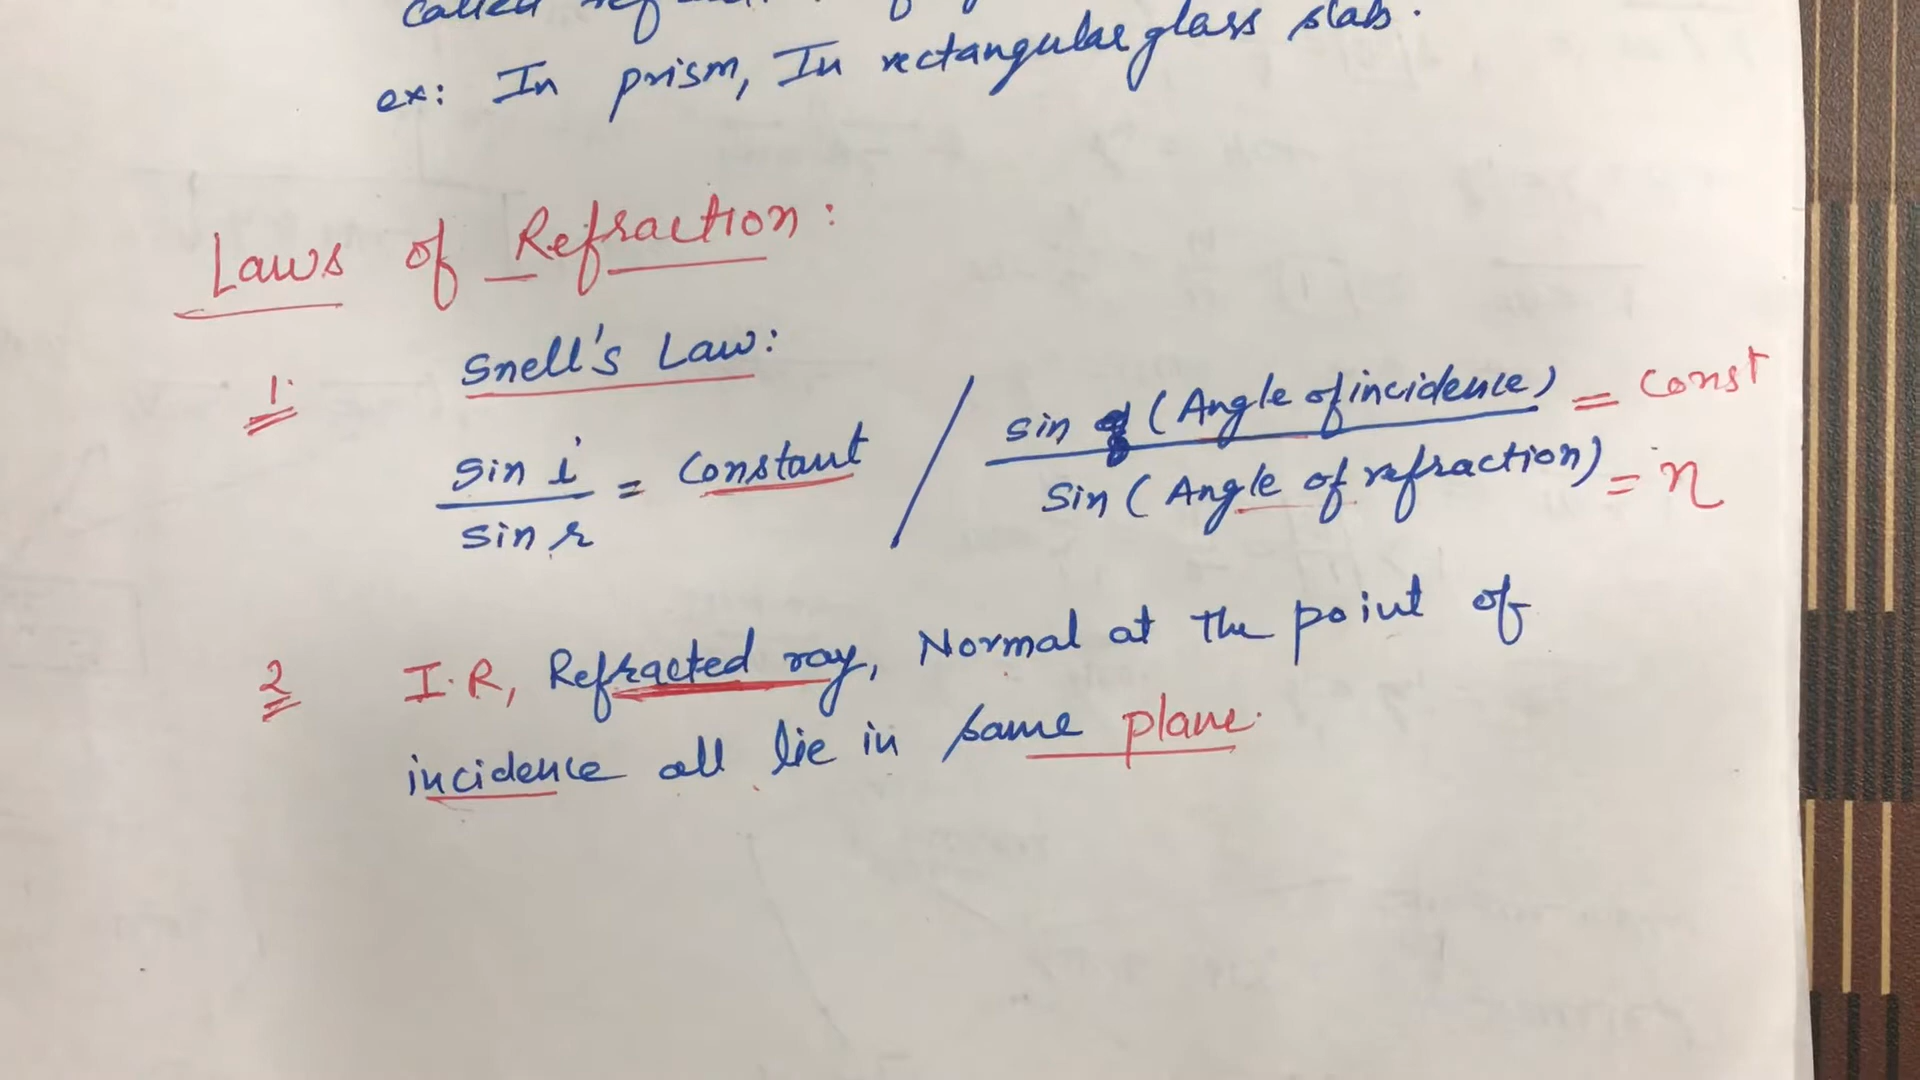 called
ex: In prism, In rectangular glass slab.
Laws of Refraction:
1. Snell's Law:
sin i / sin r = Constant / sin (Angle of incidence) / sin (Angle of refraction) = const = n
2 I.R, Refracted ray, Normal at the point of
incidence all lie in same plane.